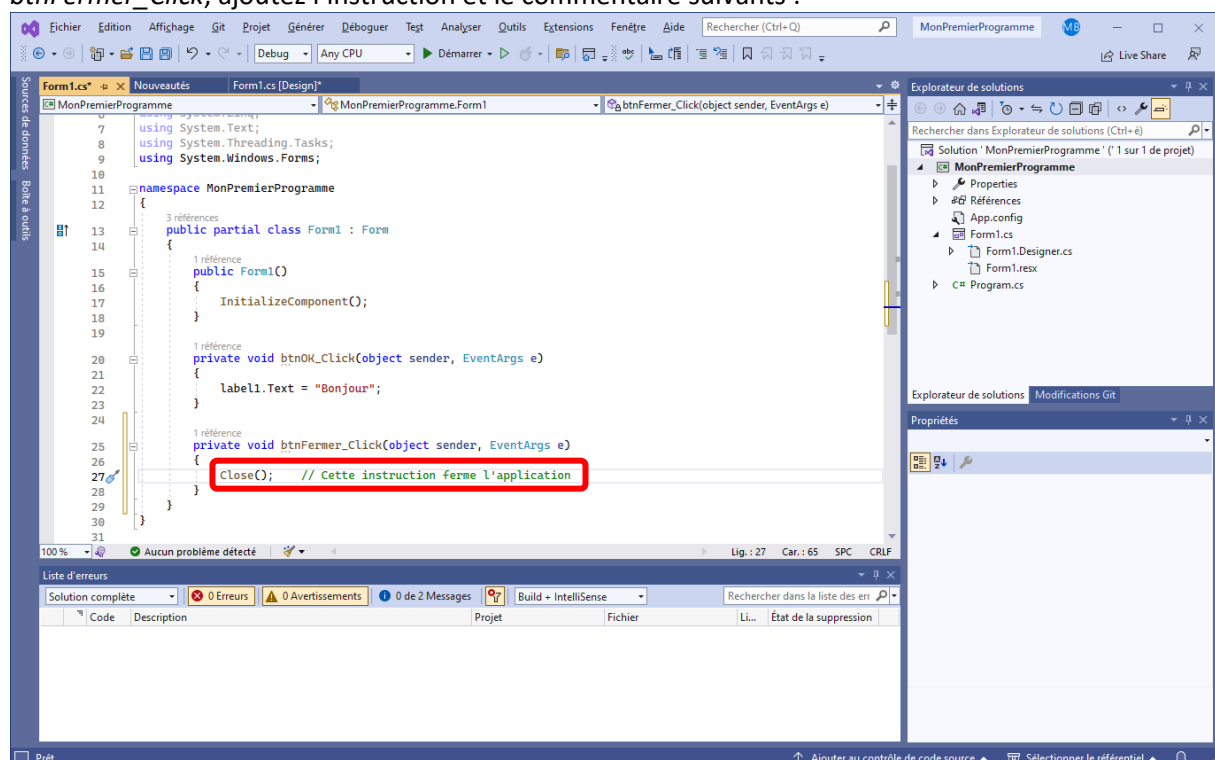 btnFermer_Click, ajoutez l'instruction et le commentaire suivants :
Fichier Edition Affichage Git Projet Générer Déboguer Test Analyser Outils Extensions Fenêtre Aide Rechercher (Ctrl+Q) MonPremierProgramme MB
Debug Any CPU Démarrer Live Share
Sources de données
Boîte à outils
Form1.cs* Nouveautés Form1.cs [Design]*
MonPremierProgramme MonPremierProgramme.Form1 btnFermer_Click(object sender, EventArgs e)
7 using System.Text;
8 using System.Threading.Tasks;
9 using System.Windows.Forms;
10
11 namespace MonPremierProgramme
12 {
3 références
13 public partial class Form1 : Form
14 {
1 référence
15 public Form1()
16 {
17 InitializeComponent();
18 }
19
1 référence
20 private void btnOK_Click(object sender, EventArgs e)
21 {
22 label1.Text = "Bonjour";
23 }
24
1 référence
25 private void btnFermer_Click(object sender, EventArgs e)
26 {
27 Close(); // Cette instruction ferme l'application
28 }
29 }
30 }
31
100 % Aucun problème détecté Lig. : 27 Car. : 65 SPC CRLF
Liste d'erreurs
Solution complète 0 Erreurs 0 Avertissements 0 de 2 Messages Build + IntelliSense Rechercher dans la liste des err
Code Description Projet Fichier Li... État de la suppression
Explorateur de solutions
Rechercher dans Explorateur de solutions (Ctrl+è)
Solution ' MonPremierProgramme ' (' 1 sur 1 de projet)
C# MonPremierProgramme
Properties
Références
App.config
Form1.cs
Form1.Designer.cs
Form1.resx
C# Program.cs
Explorateur de solutions Modifications Git
Propriétés
Prêt Ajouter au contrôle de code source Sélectionner le référentiel